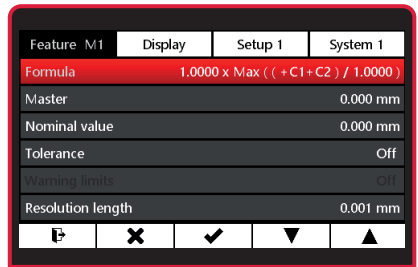 Feature M1 Display Setup 1 System 1
Formula 1.0000 x Max ( ( +C1+C2 ) / 1.0000 )
Master 0.000 mm
Nominal value 0.000 mm
Tolerance Off
Warning limits Off
Resolution length 0.001 mm